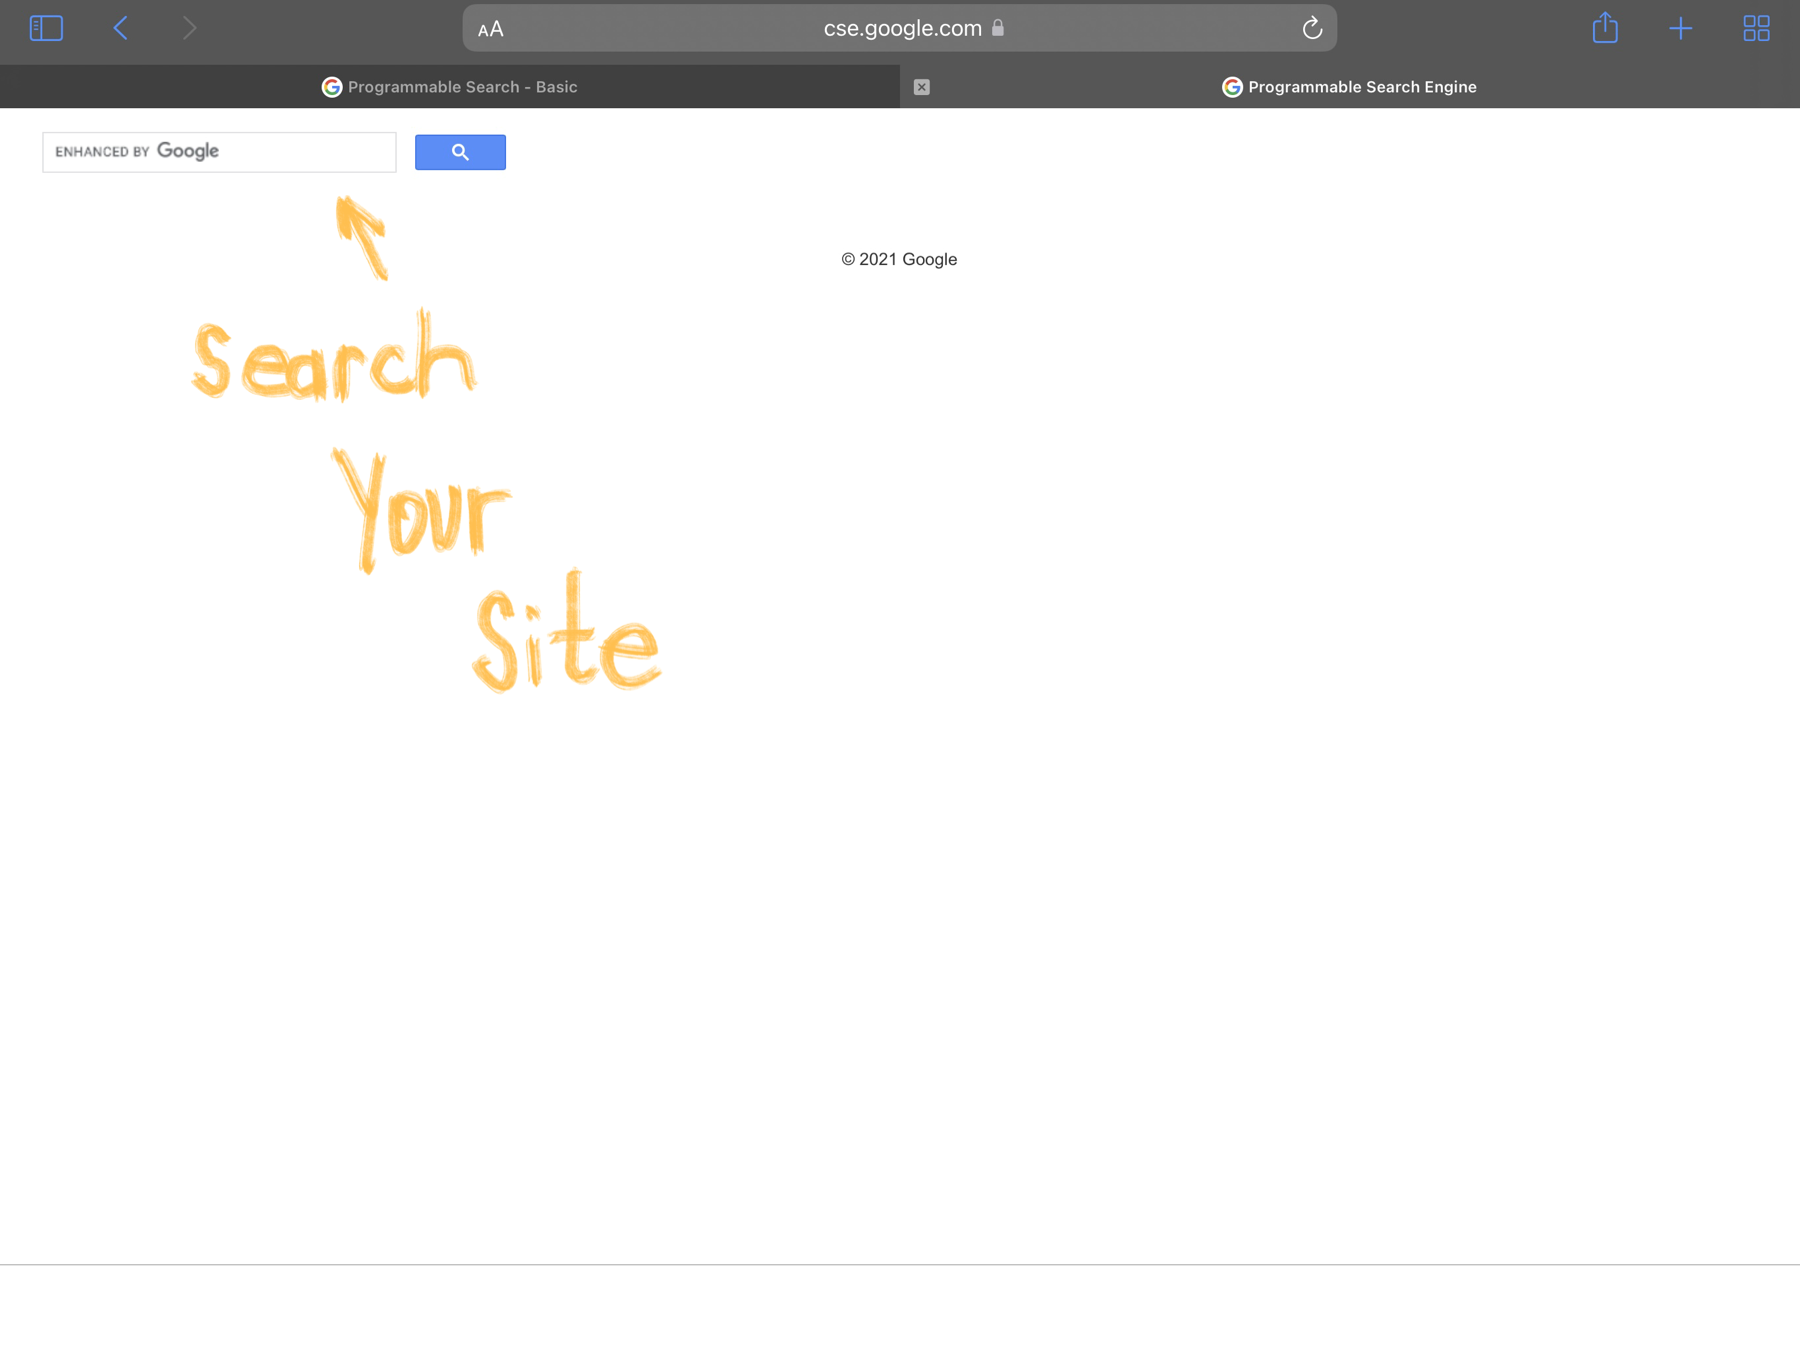 AA
cse.google.com
Programmable Search - Basic
Programmable Search Engine
ENHANCED BY Google
© 2021 Google
Search
Your
Site